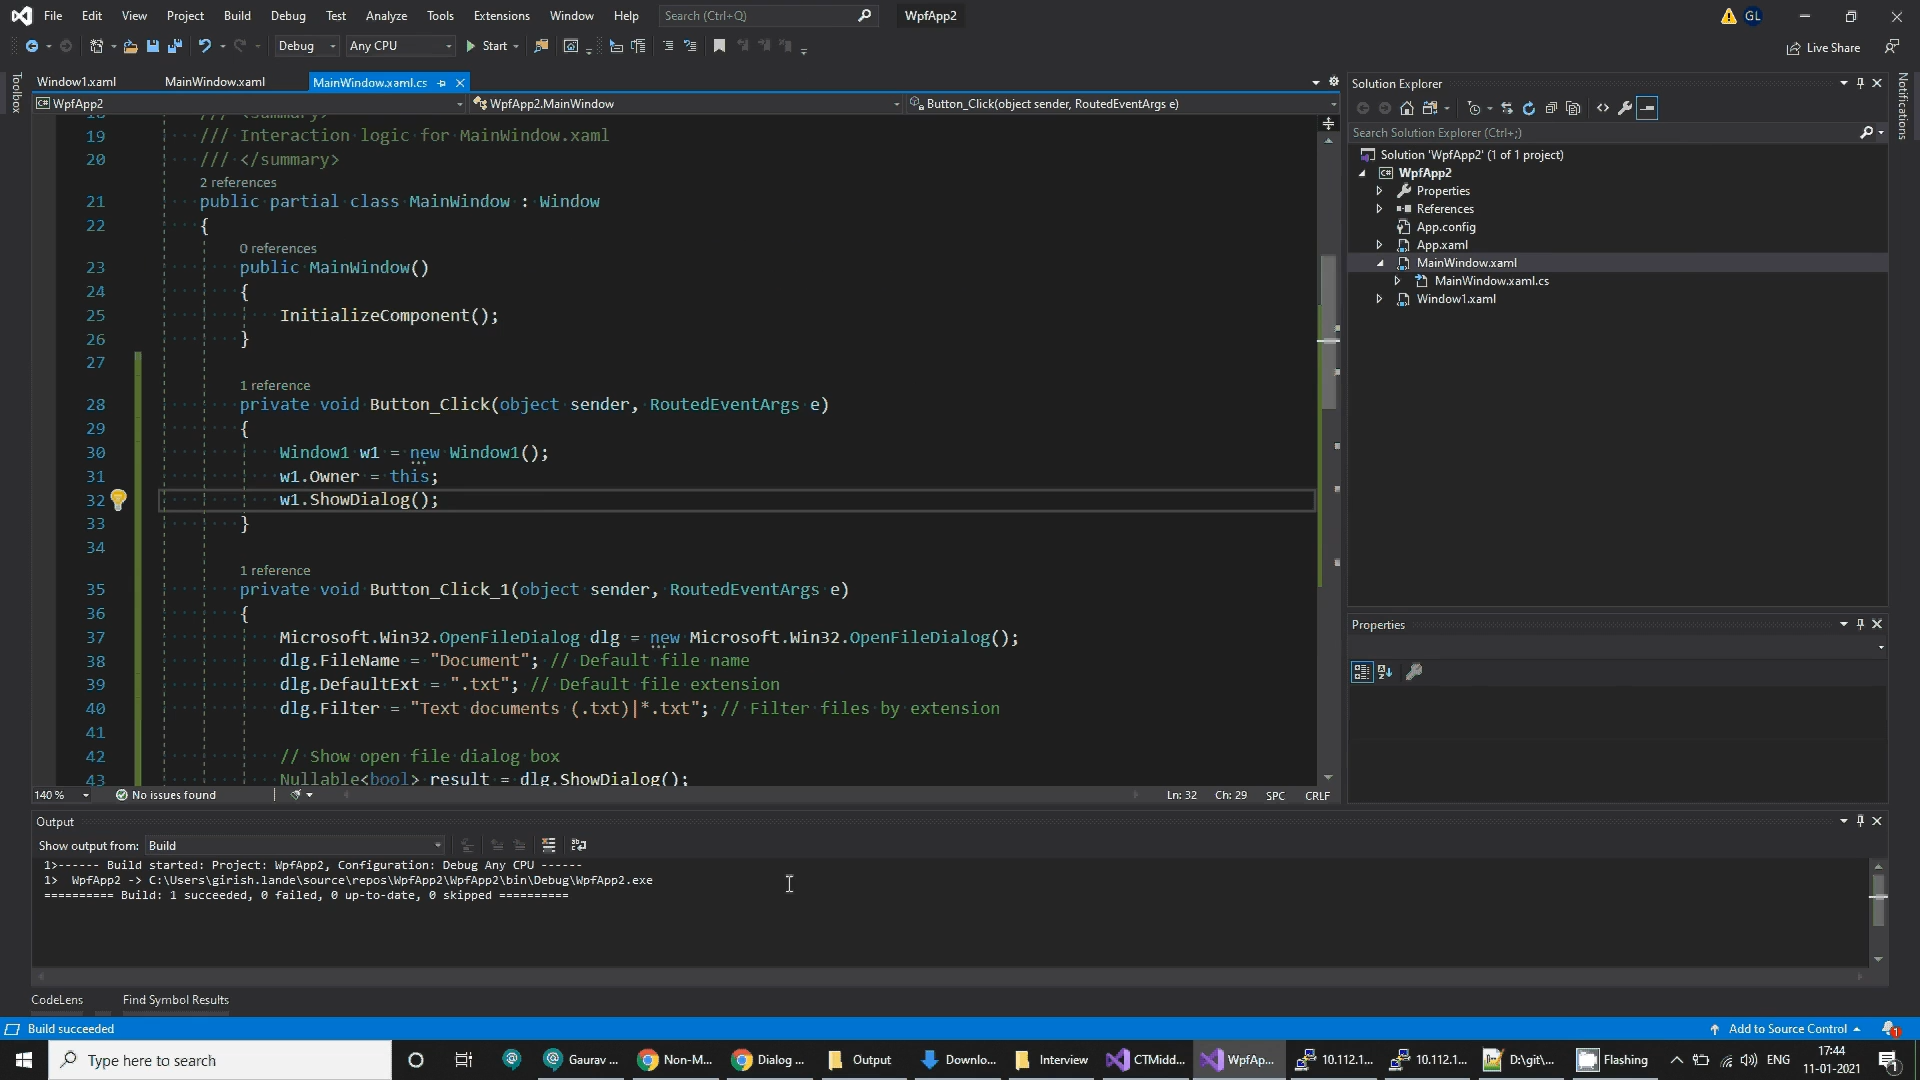 File Edit View Project Build Debug Test Analyze Tools Extensions Window Help Search (Ctrl+Q) WpfApp2 GL
Debug Any CPU Start Live Share
Toolbox
Window1.xaml MainWindow.xaml MainWindow.xaml.cs
WpfApp2 WpfApp2.MainWindow Button_Click(object sender, RoutedEventArgs e)
18 /// <summary>
19 /// Interaction logic for MainWindow.xaml
20 /// </summary>
2 references
21 public partial class MainWindow : Window
22 {
0 references
23 public MainWindow()
24 {
25 InitializeComponent();
26 }
27
1 reference
28 private void Button_Click(object sender, RoutedEventArgs e)
29 {
30 Window1 w1 = new Window1();
31 w1.Owner = this;
32 w1.ShowDialog();
33 }
34
1 reference
35 private void Button_Click_1(object sender, RoutedEventArgs e)
36 {
37 Microsoft.Win32.OpenFileDialog dlg = new Microsoft.Win32.OpenFileDialog();
38 dlg.FileName = "Document"; // Default file name
39 dlg.DefaultExt = ".txt"; // Default file extension
40 dlg.Filter = "Text documents (.txt)|*.txt"; // Filter files by extension
41
42 // Show open file dialog box
43 Nullable<bool> result = dlg.ShowDialog();
140 % No issues found Ln: 32 Ch: 29 SPC CRLF
Solution Explorer
Search Solution Explorer (Ctrl+;)
Solution 'WpfApp2' (1 of 1 project)
WpfApp2
Properties
References
App.config
App.xaml
MainWindow.xaml
MainWindow.xaml.cs
Window1.xaml
Properties
Notifications
Output
Show output from: Build
1>------ Build started: Project: WpfApp2, Configuration: Debug Any CPU ------
1> WpfApp2 -> C:\Users\girish.lande\source\repos\WpfApp2\WpfApp2\bin\Debug\WpfApp2.exe
========== Build: 1 succeeded, 0 failed, 0 up-to-date, 0 skipped ==========
CodeLens Find Symbol Results
Build succeeded Add to Source Control 1
Type here to search Gaurav ... Non-M... Dialog ... Output Downlo... Interview CTMidd... WpfAp... 10.112.1... 10.112.1... D:\git\... Flashing ENG 17:44
11-01-2021 1